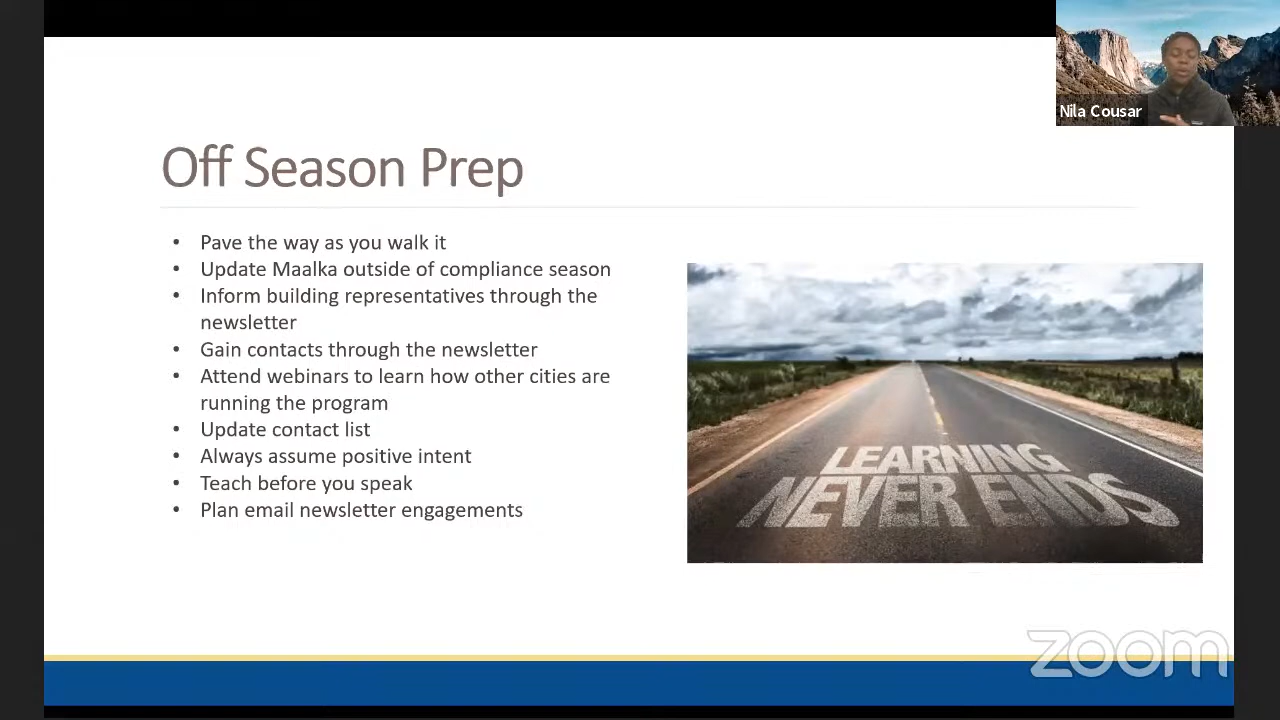 Nila Cousar
Off Season Prep
• Pave the way as you walk it
• Update Maalka outside of compliance season
• Inform building representatives through the
newsletter
• Gain contacts through the newsletter
• Attend webinars to learn how other cities are
running the program
• Update contact list
• Always assume positive intent
• Teach before you speak
• Plan email newsletter engagements
LEARNING
NEVER ENDS
zoom